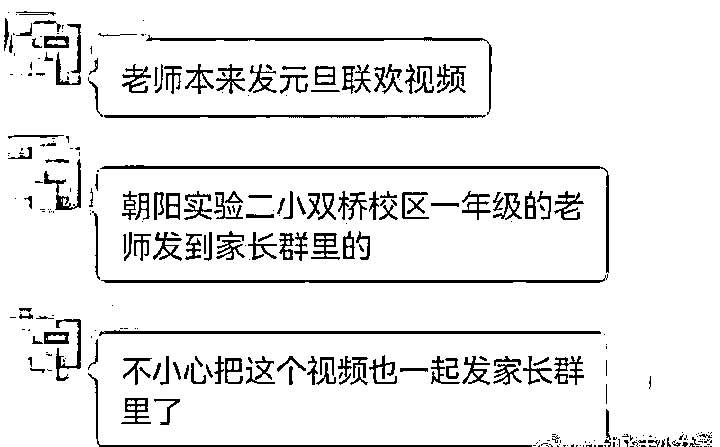 老师本来发元旦联欢视频
朝阳实验二小双桥校区一年级的老
师发到家长群里的
不小心把这个视频也一起发家长群
里了